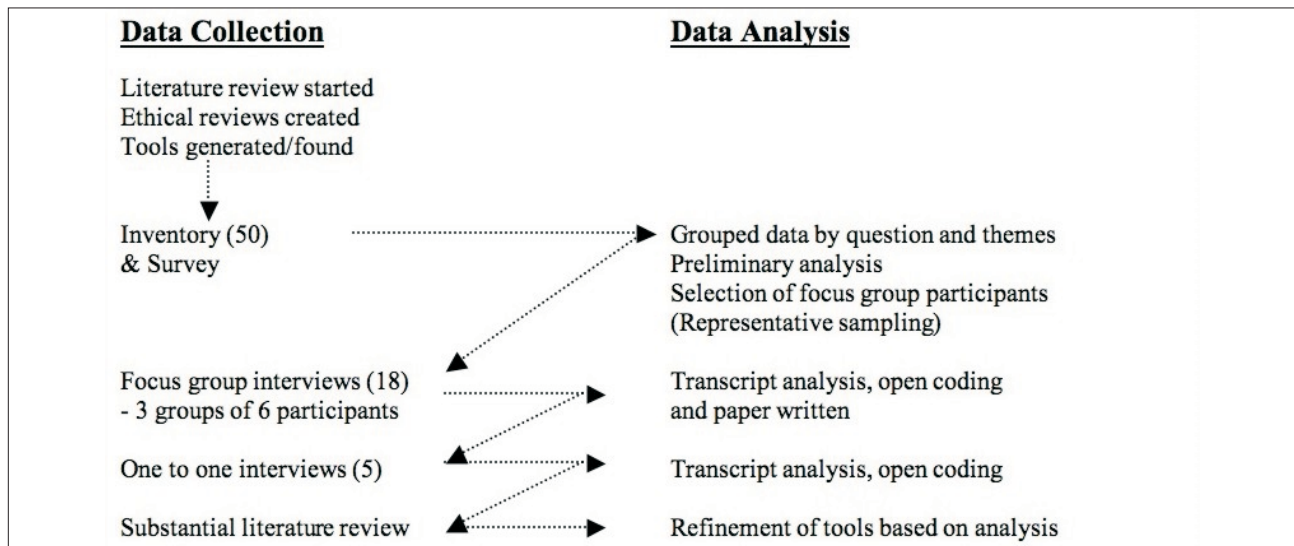 Data Collection
Data Analysis
Literature review started
Ethical reviews created
Tools generated/found
Inventory (50)
& Survey
Grouped data by question and themes
Preliminary analysis
Selection of focus group participants
(Representative sampling)
Focus group interviews (18)
- 3 groups of 6 participants
Transcript analysis, open coding
and paper written
One to one interviews (5)
Transcript analysis, open coding
Substantial literature review
Refinement of tools based on analysis